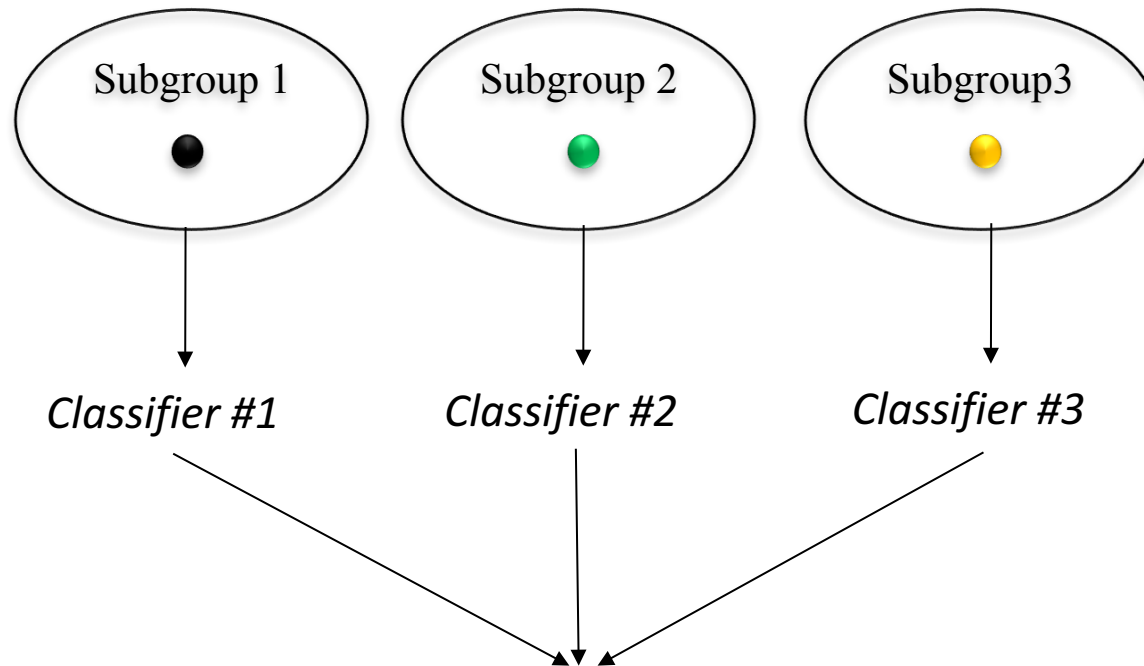 Subgroup 1
Subgroup 2
Subgroup3
Classifier #1
Classifier #2
Classifier #3